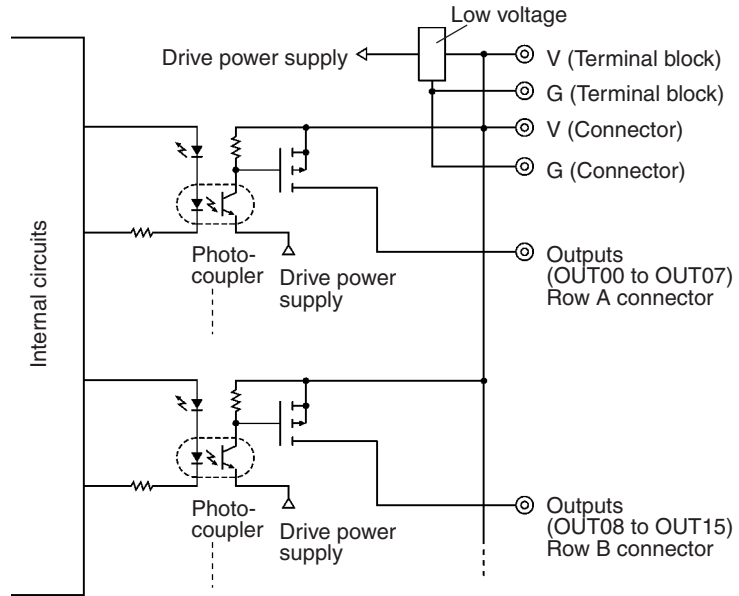 Low voltage
Drive power supply
V (Terminal block)
G (Terminal block)
V (Connector)
G (Connector)
Internal circuits
Photo-
coupler
Drive power
supply
Outputs
(OUT00 to OUT07)
Row A connector
Photo-
coupler
Drive power
supply
Outputs
(OUT08 to OUT15)
Row B connector